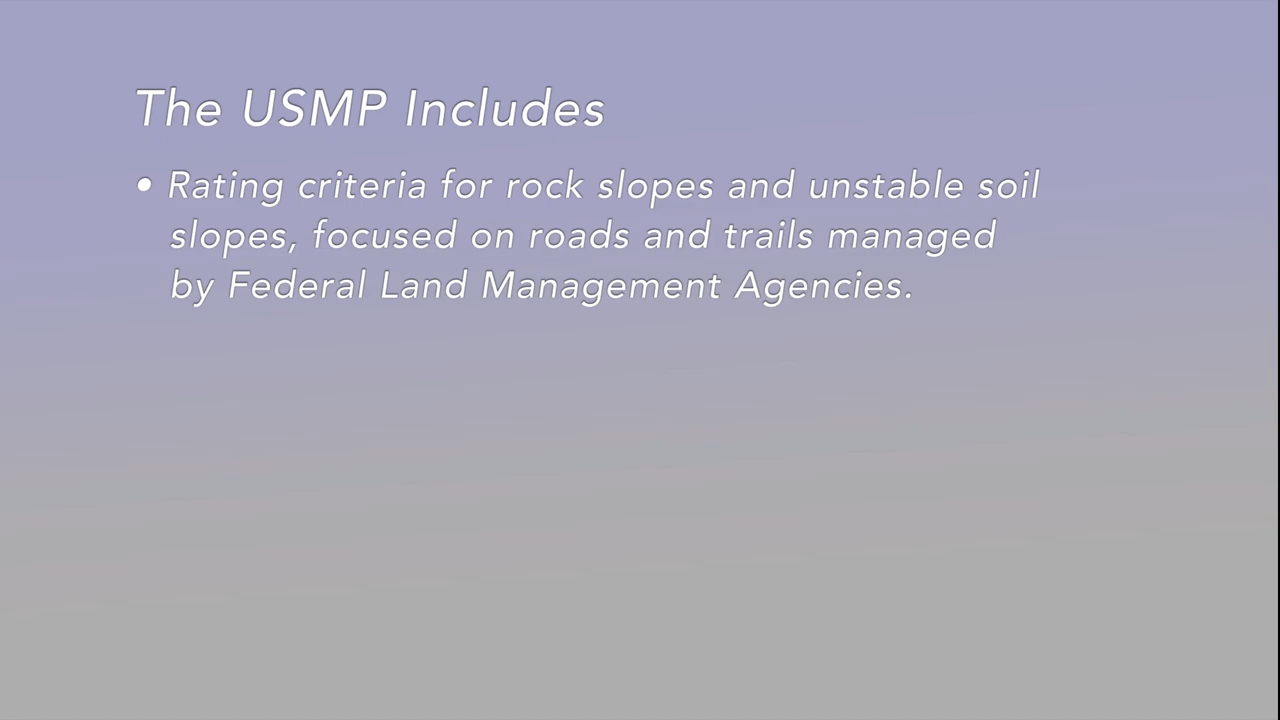 The USMP Includes
• Rating criteria for rock slopes and unstable soil
slopes, focused on roads and trails managed
by Federal Land Management Agencies.